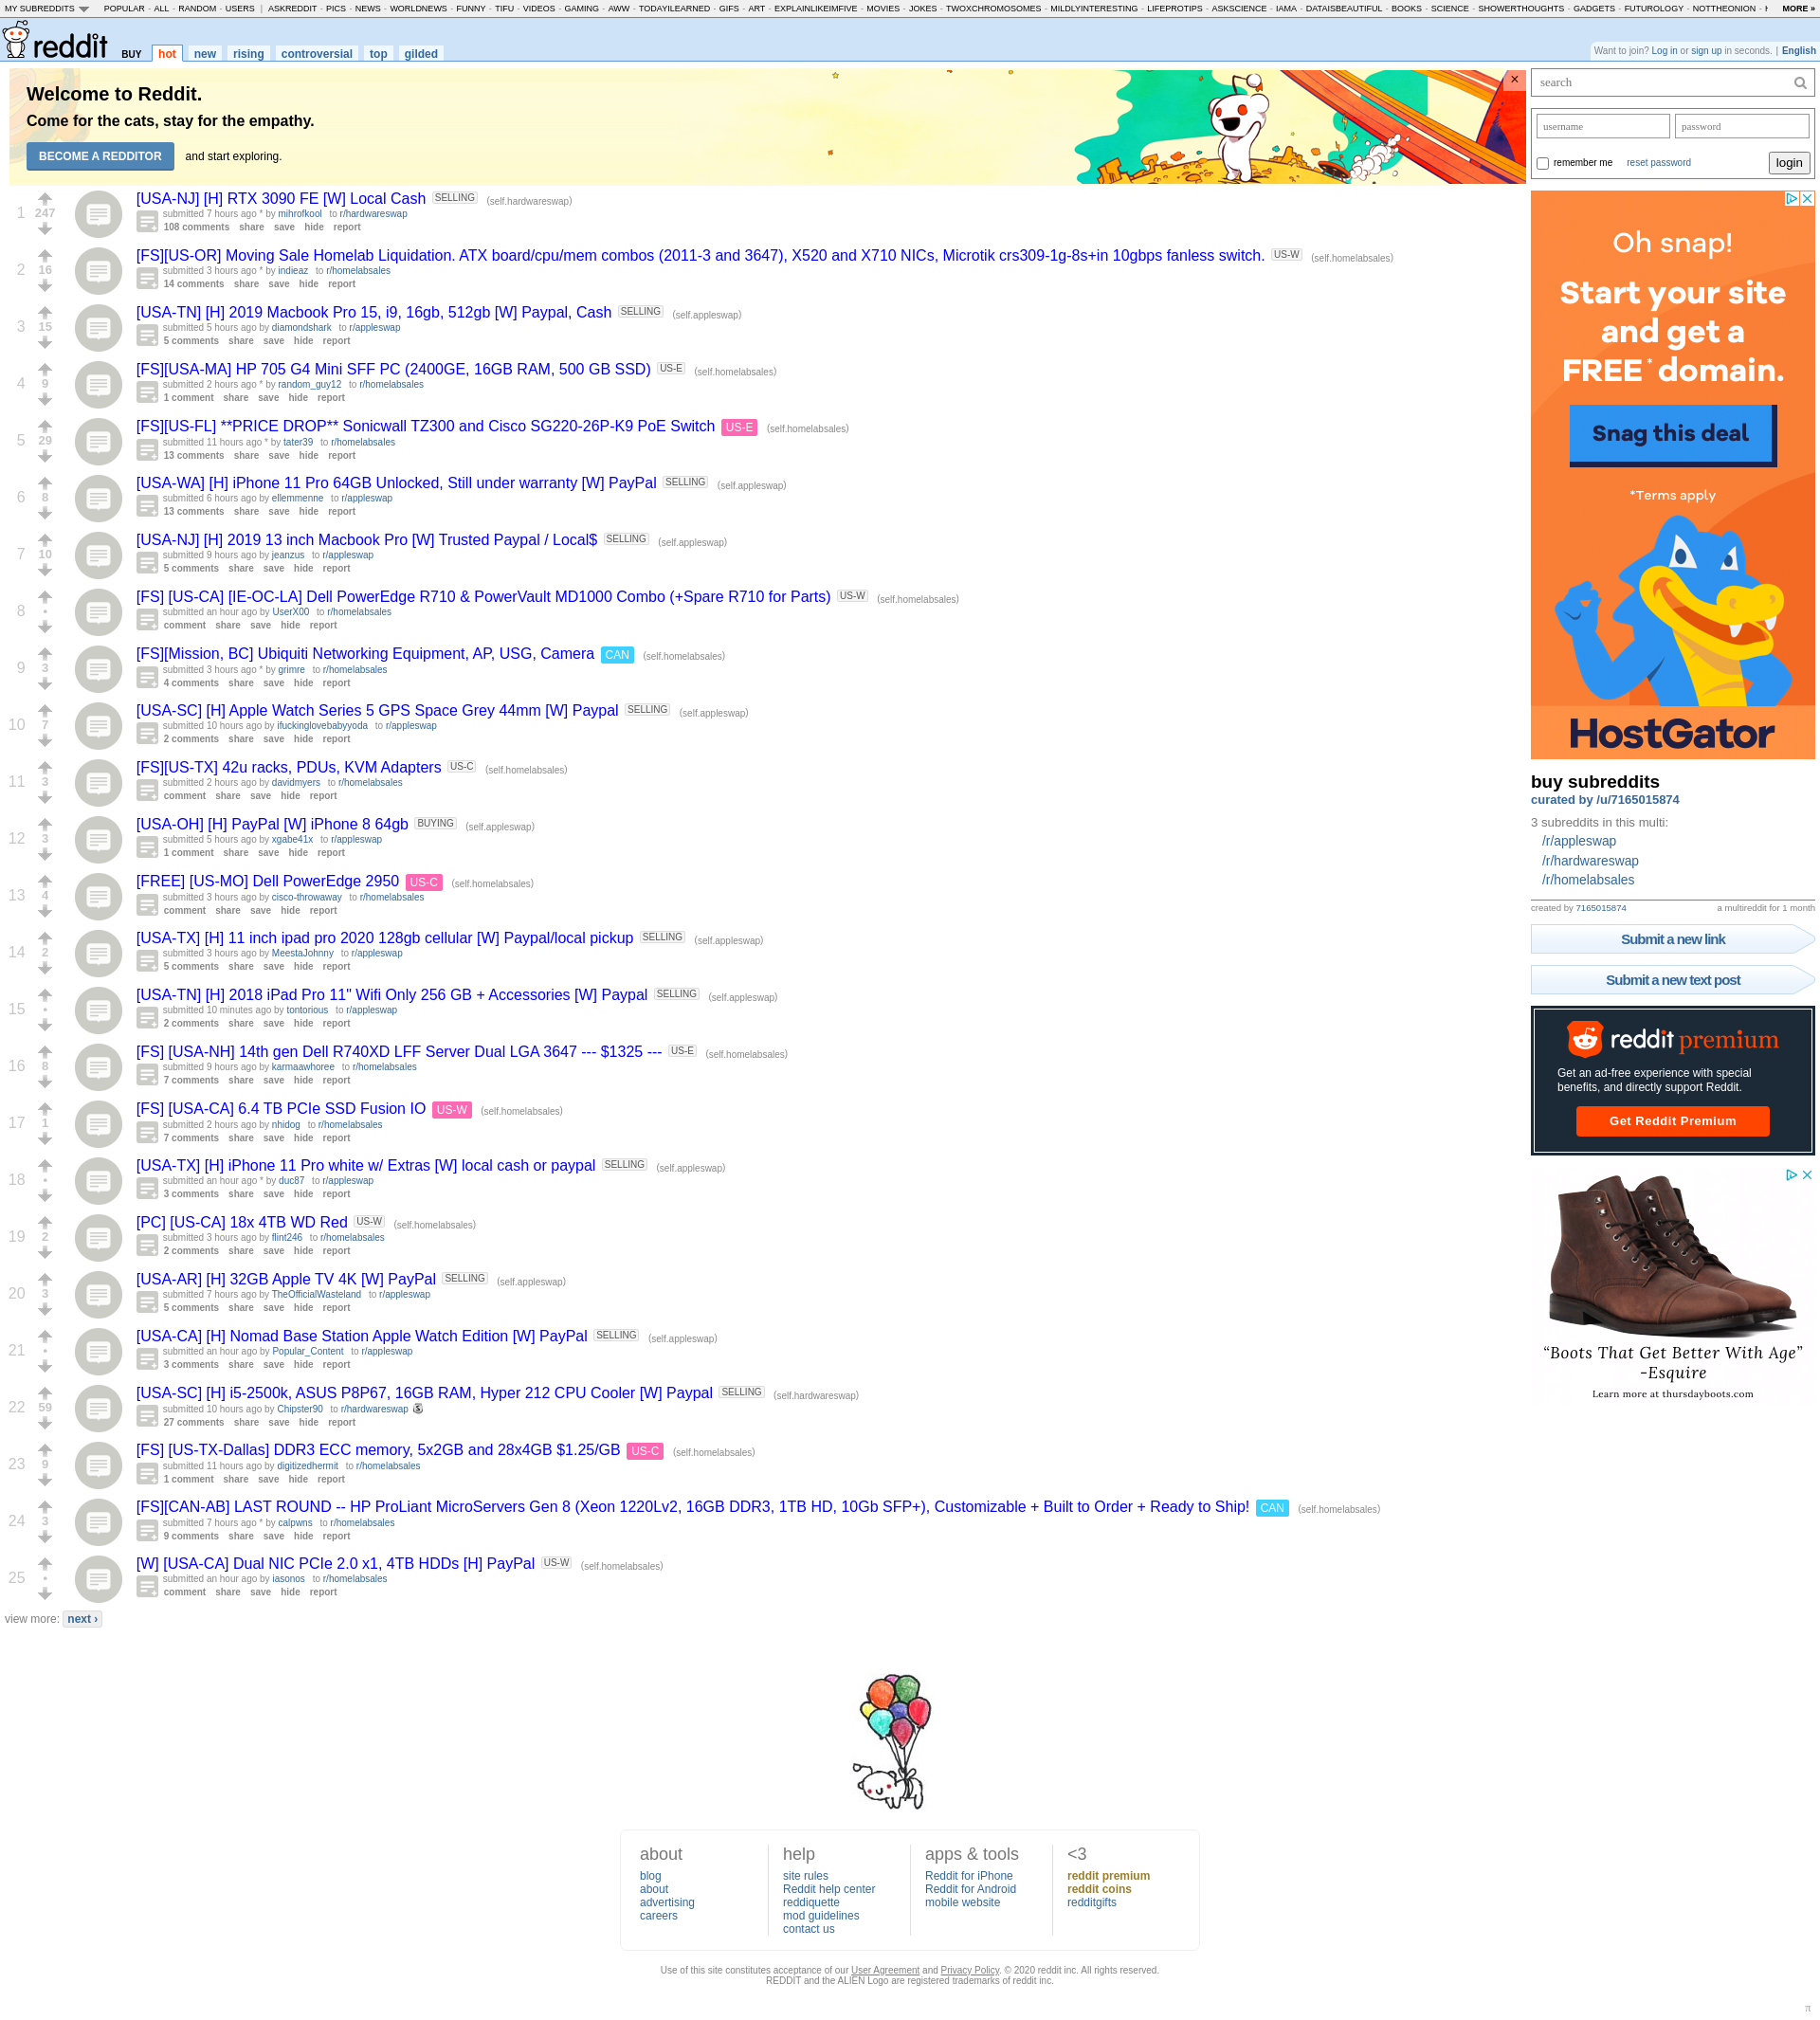 MY SUBREDDITS POPULAR - ALL - RANDOM - USERS | ASKREDDIT - PICS - NEWS - WORLDNEWS - FUNNY - TIFU - VIDEOS - GAMING - AWW - TODAYILEARNED - GIFS - ART - EXPLAINLIKEIMFIVE - MOVIES - JOKES - TWOXCHROMOSOMES - MILDLYINTERESTING - LIFEPROTIPS - ASKSCIENCE - IAMA - DATAISBEAUTIFUL - BOOKS - SCIENCE - SHOWERTHOUGHTS - GADGETS - FUTUROLOGY - NOTTHEONION - MORE »
reddit BUY hot new rising controversial top gilded
Want to join? Log in or sign up in seconds. | English
Welcome to Reddit.
Come for the cats, stay for the empathy.
BECOME A REDDITOR and start exploring.
×
1
247
[USA-NJ] [H] RTX 3090 FE [W] Local Cash SELLING (self.hardwareswap)
submitted 7 hours ago * by mihrofkool to r/hardwareswap
108 comments share save hide report
2
16
[FS][US-OR] Moving Sale Homelab Liquidation. ATX board/cpu/mem combos (2011-3 and 3647), X520 and X710 NICs, Microtik crs309-1g-8s+in 10gbps fanless switch. US-W (self.homelabsales)
submitted 3 hours ago * by indieaz to r/homelabsales
14 comments share save hide report
3
15
[USA-TN] [H] 2019 Macbook Pro 15, i9, 16gb, 512gb [W] Paypal, Cash SELLING (self.appleswap)
submitted 5 hours ago by diamondshark to r/appleswap
5 comments share save hide report
4
9
[FS][USA-MA] HP 705 G4 Mini SFF PC (2400GE, 16GB RAM, 500 GB SSD) US-E (self.homelabsales)
submitted 2 hours ago * by random_guy12 to r/homelabsales
1 comment share save hide report
5
29
[FS][US-FL] **PRICE DROP** Sonicwall TZ300 and Cisco SG220-26P-K9 PoE Switch US-E (self.homelabsales)
submitted 11 hours ago * by tater39 to r/homelabsales
13 comments share save hide report
6
8
[USA-WA] [H] iPhone 11 Pro 64GB Unlocked, Still under warranty [W] PayPal SELLING (self.appleswap)
submitted 6 hours ago by ellemmenne to r/appleswap
13 comments share save hide report
7
10
[USA-NJ] [H] 2019 13 inch Macbook Pro [W] Trusted Paypal / Local$ SELLING (self.appleswap)
submitted 9 hours ago by jeanzus to r/appleswap
5 comments share save hide report
8
•
[FS] [US-CA] [IE-OC-LA] Dell PowerEdge R710 & PowerVault MD1000 Combo (+Spare R710 for Parts) US-W (self.homelabsales)
submitted an hour ago by UserX00 to r/homelabsales
comment share save hide report
9
3
[FS][Mission, BC] Ubiquiti Networking Equipment, AP, USG, Camera CAN (self.homelabsales)
submitted 3 hours ago * by grimre to r/homelabsales
4 comments share save hide report
10
7
[USA-SC] [H] Apple Watch Series 5 GPS Space Grey 44mm [W] Paypal SELLING (self.appleswap)
submitted 10 hours ago by ifuckinglovebabyyoda to r/appleswap
2 comments share save hide report
11
3
[FS][US-TX] 42u racks, PDUs, KVM Adapters US-C (self.homelabsales)
submitted 2 hours ago by davidmyers to r/homelabsales
comment share save hide report
12
3
[USA-OH] [H] PayPal [W] iPhone 8 64gb BUYING (self.appleswap)
submitted 5 hours ago by xgabe41x to r/appleswap
1 comment share save hide report
13
4
[FREE] [US-MO] Dell PowerEdge 2950 US-C (self.homelabsales)
submitted 3 hours ago by cisco-throwaway to r/homelabsales
comment share save hide report
14
2
[USA-TX] [H] 11 inch ipad pro 2020 128gb cellular [W] Paypal/local pickup SELLING (self.appleswap)
submitted 3 hours ago by MeestaJohnny to r/appleswap
5 comments share save hide report
15
•
[USA-TN] [H] 2018 iPad Pro 11" Wifi Only 256 GB + Accessories [W] Paypal SELLING (self.appleswap)
submitted 10 minutes ago by tontorious to r/appleswap
2 comments share save hide report
16
8
[FS] [USA-NH] 14th gen Dell R740XD LFF Server Dual LGA 3647 --- $1325 --- US-E (self.homelabsales)
submitted 9 hours ago by karmaawhoree to r/homelabsales
7 comments share save hide report
17
1
[FS] [USA-CA] 6.4 TB PCIe SSD Fusion IO US-W (self.homelabsales)
submitted 2 hours ago by nhidog to r/homelabsales
7 comments share save hide report
18
•
[USA-TX] [H] iPhone 11 Pro white w/ Extras [W] local cash or paypal SELLING (self.appleswap)
submitted an hour ago * by duc87 to r/appleswap
3 comments share save hide report
19
2
[PC] [US-CA] 18x 4TB WD Red US-W (self.homelabsales)
submitted 3 hours ago by flint246 to r/homelabsales
2 comments share save hide report
20
3
[USA-AR] [H] 32GB Apple TV 4K [W] PayPal SELLING (self.appleswap)
submitted 7 hours ago by TheOfficialWasteland to r/appleswap
5 comments share save hide report
21
•
[USA-CA] [H] Nomad Base Station Apple Watch Edition [W] PayPal SELLING (self.appleswap)
submitted an hour ago by Popular_Content to r/appleswap
3 comments share save hide report
22
59
[USA-SC] [H] i5-2500k, ASUS P8P67, 16GB RAM, Hyper 212 CPU Cooler [W] Paypal SELLING (self.hardwareswap)
submitted 10 hours ago by Chipster90 to r/hardwareswap
27 comments share save hide report
23
9
[FS] [US-TX-Dallas] DDR3 ECC memory, 5x2GB and 28x4GB $1.25/GB US-C (self.homelabsales)
submitted 11 hours ago by digitizedhermit to r/homelabsales
1 comment share save hide report
24
3
[FS][CAN-AB] LAST ROUND -- HP ProLiant MicroServers Gen 8 (Xeon 1220Lv2, 16GB DDR3, 1TB HD, 10Gb SFP+), Customizable + Built to Order + Ready to Ship! CAN (self.homelabsales)
submitted 7 hours ago * by calpwns to r/homelabsales
9 comments share save hide report
25
•
[W] [USA-CA] Dual NIC PCIe 2.0 x1, 4TB HDDs [H] PayPal US-W (self.homelabsales)
submitted an hour ago by iasonos to r/homelabsales
comment share save hide report
view more: next ›
search
username password
remember me reset password login
Oh snap!
Start your site
and get a
FREE* domain.
Snag this deal
*Terms apply
HostGator
buy subreddits
curated by /u/7165015874
3 subreddits in this multi:
/r/appleswap
/r/hardwareswap
/r/homelabsales
created by 7165015874 a multireddit for 1 month
Submit a new link
Submit a new text post
reddit premium
Get an ad-free experience with special
benefits, and directly support Reddit.
Get Reddit Premium
“Boots That Get Better With Age”
-Esquire
Learn more at thursdayboots.com
about
blog
about
advertising
careers
help
site rules
Reddit help center
reddiquette
mod guidelines
contact us
apps & tools
Reddit for iPhone
Reddit for Android
mobile website
<3
reddit premium
reddit coins
redditgifts
Use of this site constitutes acceptance of our User Agreement and Privacy Policy. © 2020 reddit inc. All rights reserved.
REDDIT and the ALIEN Logo are registered trademarks of reddit inc.
π